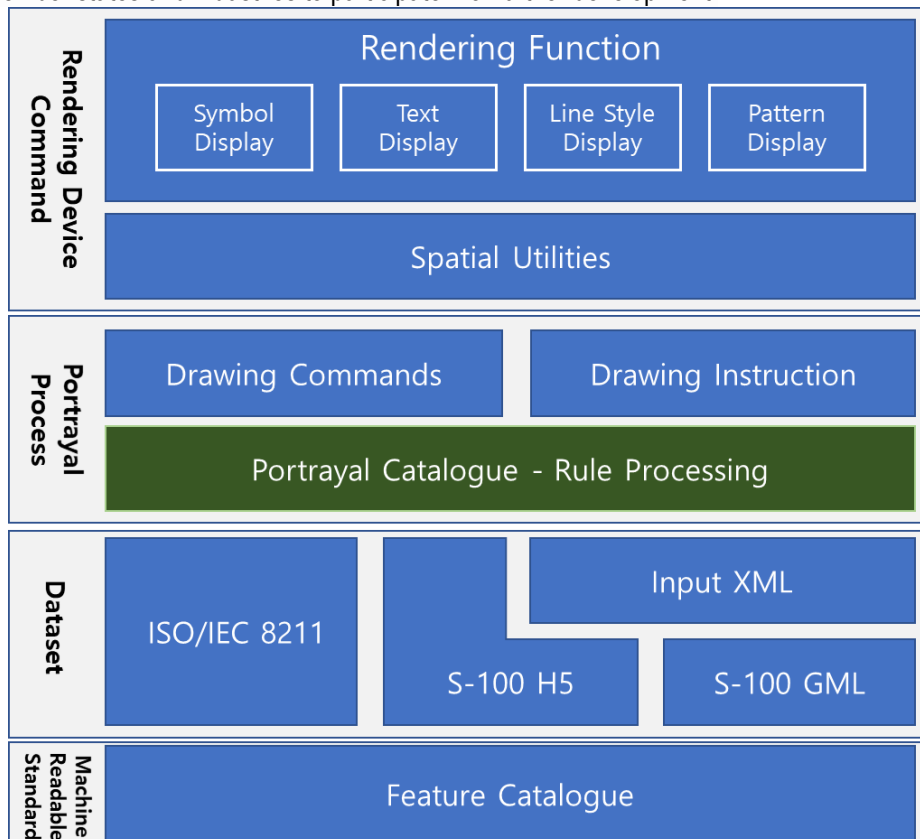 Rendering Device
Command
Rendering Function
Symbol
Display
Text
Display
Line Style
Display
Pattern
Display
Spatial Utilities
Portrayal
Process
Drawing Commands
Drawing Instruction
Portrayal Catalogue - Rule Processing
Dataset
ISO/IEC 8211
Input XML
S-100 H5
S-100 GML
Machine
Readable
Standard
Feature Catalogue